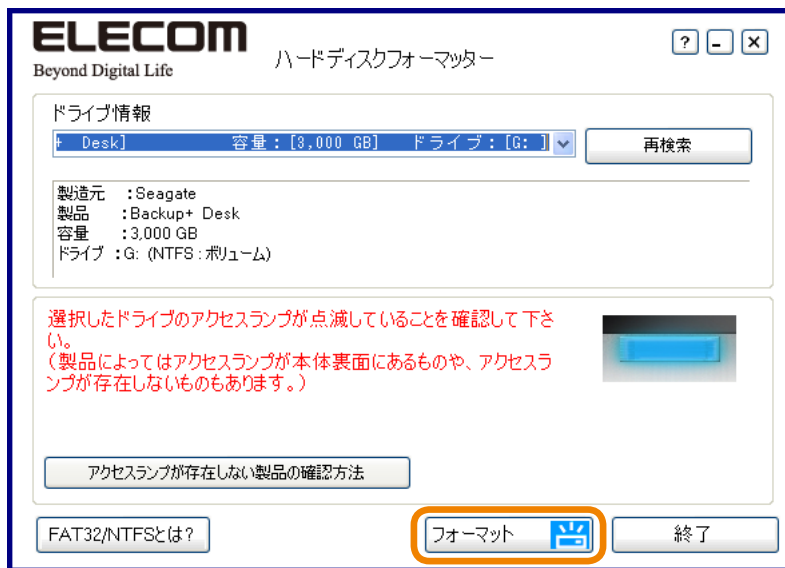 ELECOM
Beyond Digital Life
ハードディスクフォーマッター
? - X
ドライブ情報
+ Desk] 容量:[3,000 GB] ドライブ:[G: ]
再検索
製造元 :Seagate
製品 :Backup+ Desk
容量 :3,000 GB
ドライブ :G: (NTFS:ボリューム)
選択したドライブのアクセスランプが点滅していることを確認して下さ
い。
(製品によってはアクセスランプが本体裏面にあるものや、アクセスラ
ンプが存在しないものもあります。)
アクセスランプが存在しない製品の確認方法
FAT32/NTFSとは?
フォーマット
終了